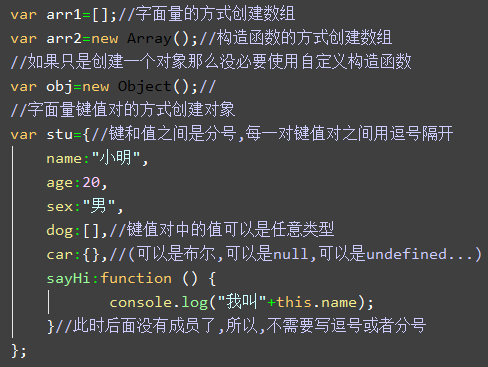 var arr1=[];//字面量的方式创建数组
var arr2=new Array();//构造函数的方式创建数组
//如果只是创建一个对象那么没必要使用自定义构造函数
var obj=new Object();//
//字面量键值对的方式创建对象
var stu={//键和值之间是分号,每一对键值对之间用逗号隔开
name:"小明",
age:20,
sex:"男",
dog:[],//键值对中的值可以是任意类型
car:{},//(可以是布尔,可以是null,可以是undefined...)
sayHi:function () {
console.log("我叫"+this.name);
}//此时后面没有成员了,所以,不需要写逗号或者分号
};